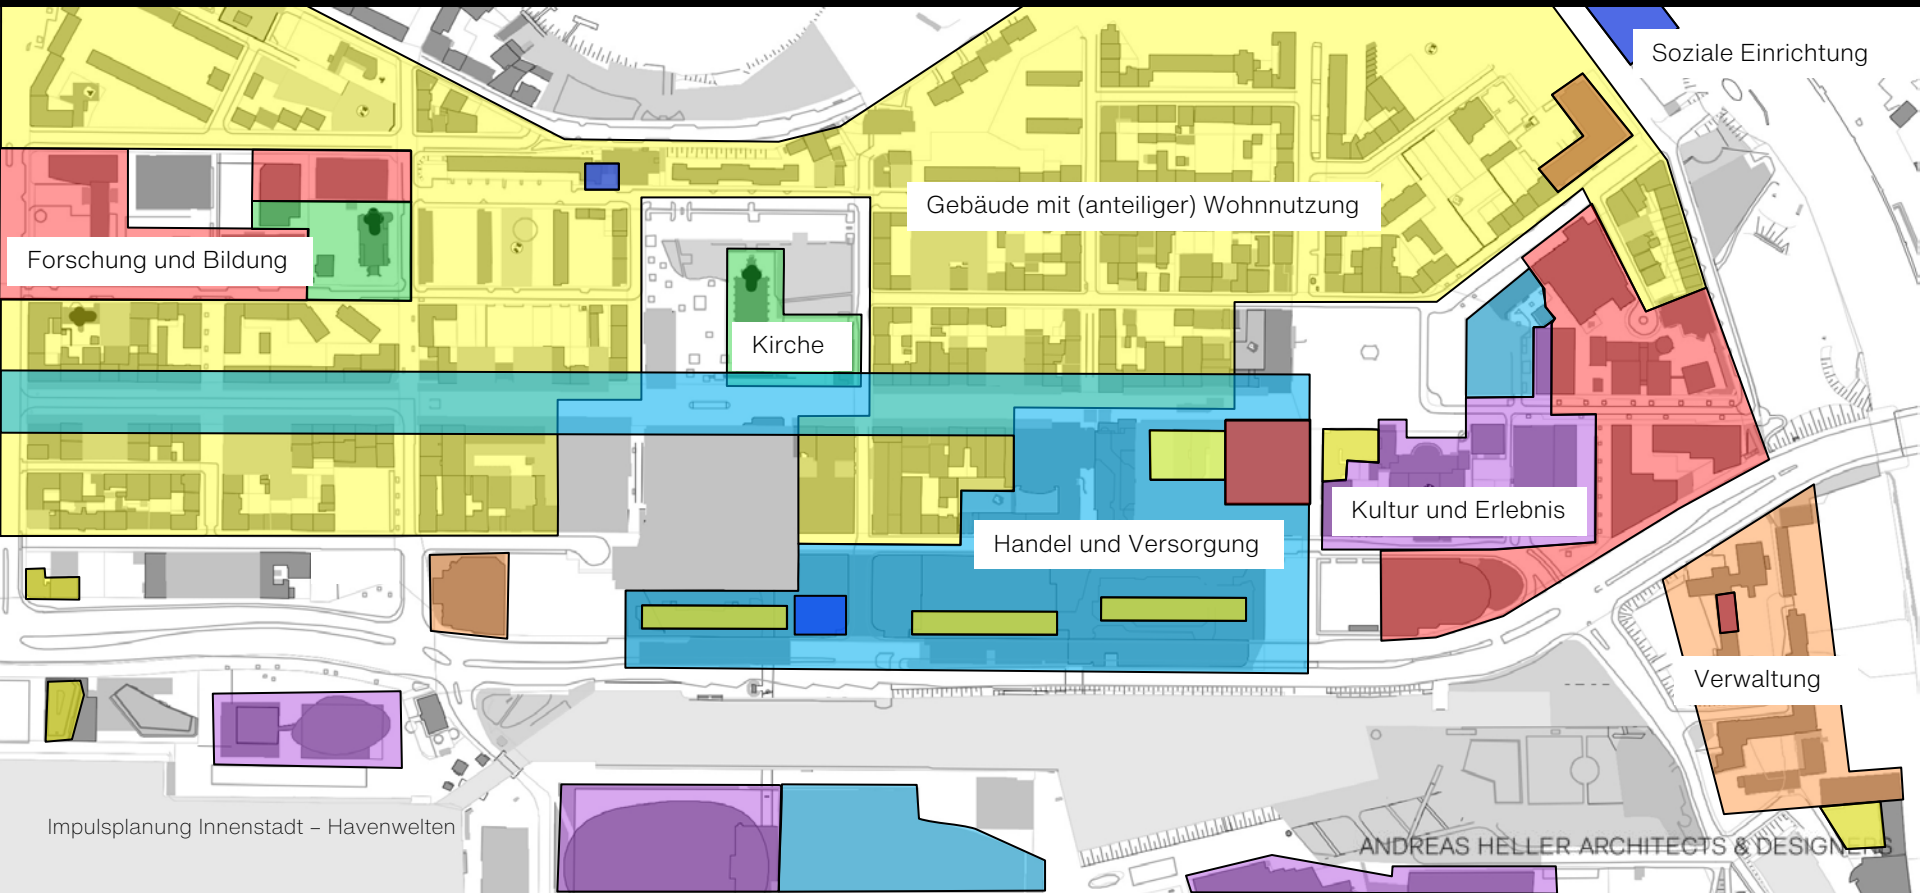 Soziale Einrichtung
Gebäude mit (anteiliger) Wohnnutzung
Forschung und Bildung
Kirche
Kultur und Erlebnis
Handel und Versorgung
Verwaltung
Impulsplanung Innenstadt – Havenwelten
ANDREAS HELLER ARCHITECTS & DESIGNERS